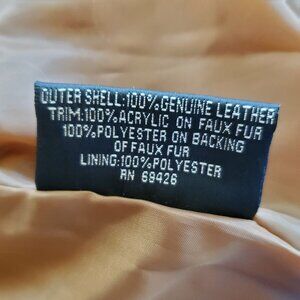 OUTER SHELL:100%GENUINE LEATHER
TRIM:100%ACRYLIC ON FAUX FUR
100%POLYESTER ON BACKING
OF FAUX FUR
LINING:100%POLYESTER
RN 69426